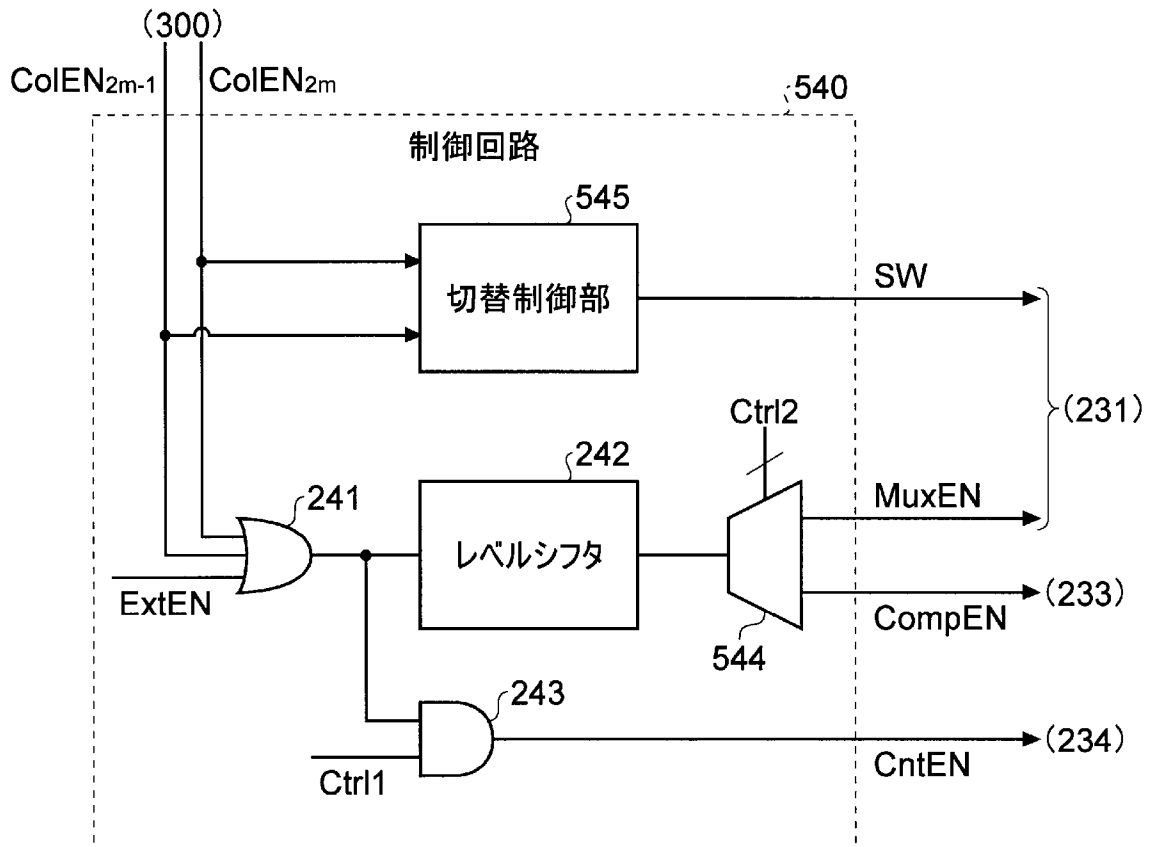 (300)
ColEN2m-1
ColEN2m
540
制御回路
545
切替制御部
SW
(231)
Ctrl2
242
241
レベルシフタ
MuxEN
ExtEN
(233)
CompEN
544
243
(234)
CntEN
Ctrl1